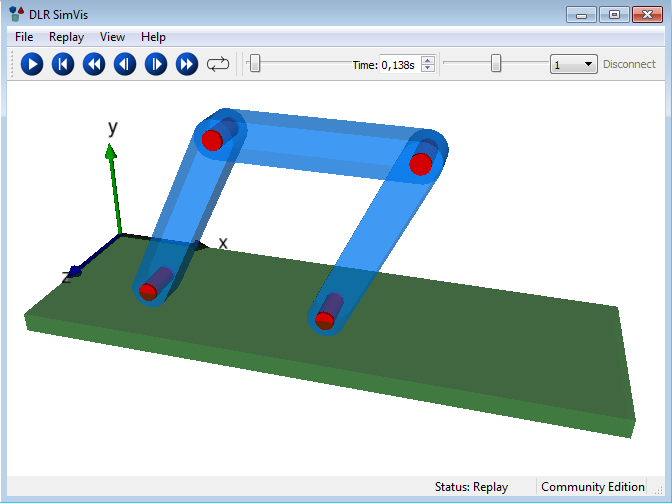 DLR SimVis
File Replay View Help
Time: 0,138s 1 Disconnect
y
x
z
Status: Replay Community Edition